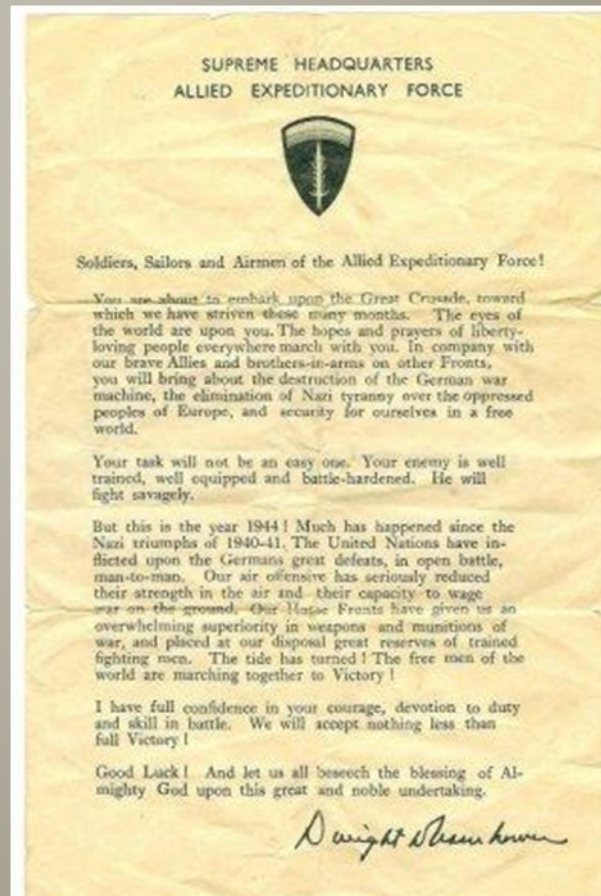 SUPREME HEADQUARTERS
ALLIED EXPEDITIONARY FORCE
Soldiers, Sailors and Airmen of the Allied Expeditionary Force!
You are about to embark upon the Great Crusade, toward
which we have striven these many months. The eyes of
the world are upon you. The hopes and prayers of liberty-
loving people everywhere march with you. In company with
our brave Allies and brothers-in-arms on other Fronts,
you will bring about the destruction of the German war
machine, the elimination of Nazi tyranny over the oppressed
peoples of Europe, and security for ourselves in a free
world.
Your task will not be an easy one. Your enemy is well
trained, well equipped and battle-hardened. He will
fight savagely.
But this is the year 1944! Much has happened since the
Nazi triumphs of 1940-41. The United Nations have in-
flicted upon the Germans great defeats, in open battle,
man-to-man. Our air offensive has seriously reduced
their strength in the air and their capacity to wage
war on the ground. Our Home Fronts have given us an
overwhelming superiority in weapons and munitions of
war, and placed at our disposal great reserves of trained
fighting men. The tide has turned! The free men of the
world are marching together to Victory!
I have full confidence in your courage, devotion to duty
and skill in battle. We will accept nothing less than
full Victory!
Good Luck! And let us all beseech the blessing of Al-
mighty God upon this great and noble undertaking.
Dwight D Eisenhower